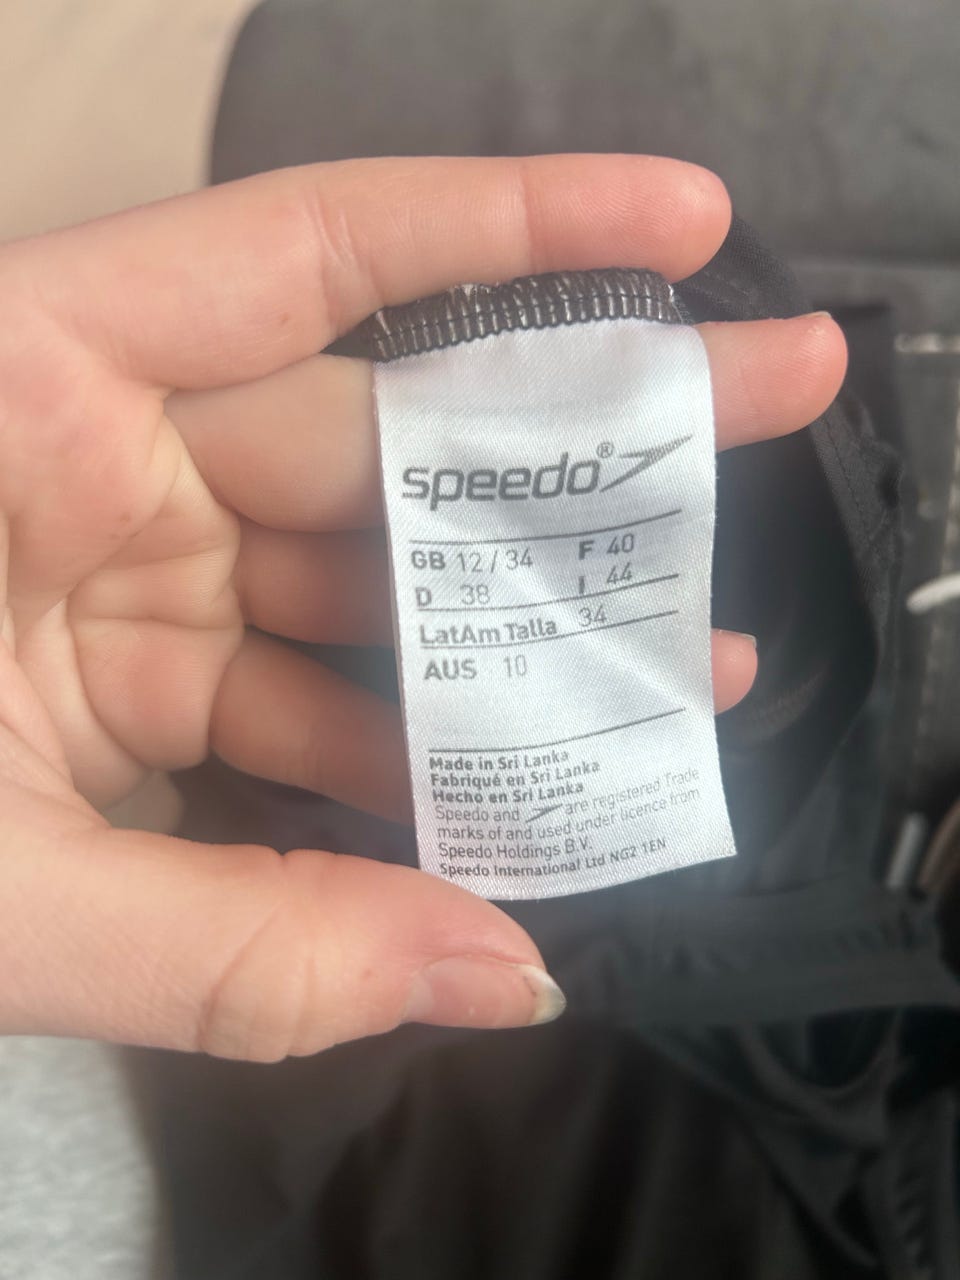 speedo®
GB 12 / 34 F 40
D 38 I 44
LatAm Talla 34
AUS 10
Made in Sri Lanka
Fabriqué en Sri Lanka
Hecho en Sri Lanka
Speedo and are registered Trade
marks of and used under licence from
Speedo Holdings B.V.
Speedo International Ltd NG2 1EN